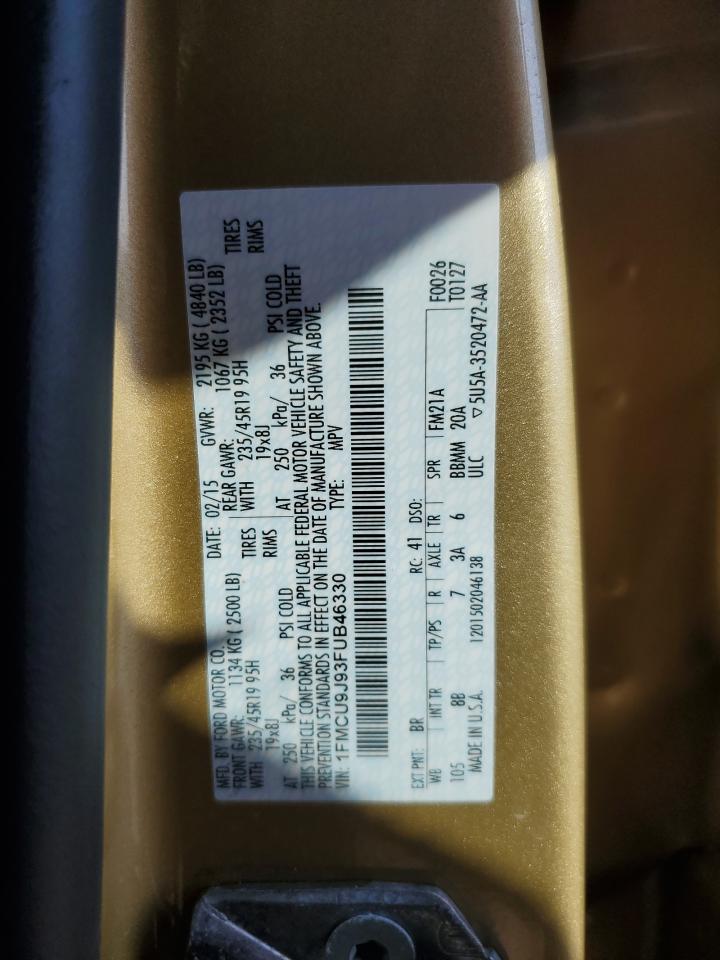 MFD. BY FORD MOTOR CO. DATE: 02/15 GVWR: 2195 KG ( 4840 LB)
FRONT GAWR: 1134 KG ( 2500 LB) REAR GAWR: 1067 KG ( 2352 LB)
WITH 235/45R19 95H TIRES WITH 235/45R19 95H TIRES
19x8J RIMS 19x8J RIMS
AT 250 kPa/ 36 PSI COLD AT 250 kPa/ 36 PSI COLD
THIS VEHICLE CONFORMS TO ALL APPLICABLE FEDERAL MOTOR VEHICLE SAFETY AND THEFT
PREVENTION STANDARDS IN EFFECT ON THE DATE OF MANUFACTURE SHOWN ABOVE.
VIN: 1FMCU9J93FUB46330 TYPE: MPV
EXT PNT: BR RC: 41 DSO: F0026
WB INT TR TP/PS R AXLE TR SPR FM21A T0127
105 8B 7 3A 6 BBMM 20A
MADE IN U.S.A. 1201502046138 ULC ▽5U5A-3520472-AA